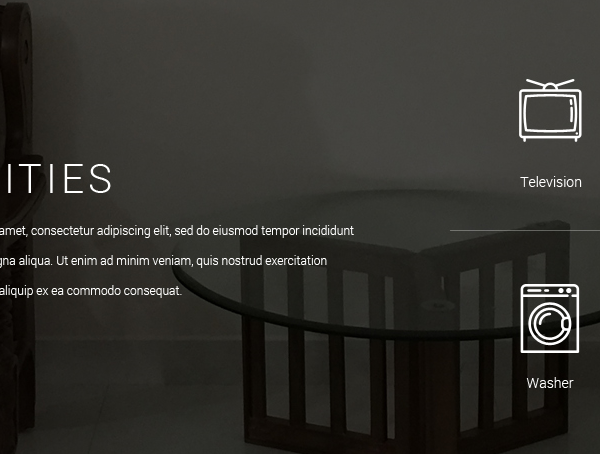 ITIES
amet, consectetur adipiscing elit, sed do eiusmod tempor incididunt
gna aliqua. Ut enim ad minim veniam, quis nostrud exercitation
aliquip ex ea commodo consequat.
Television
Washer